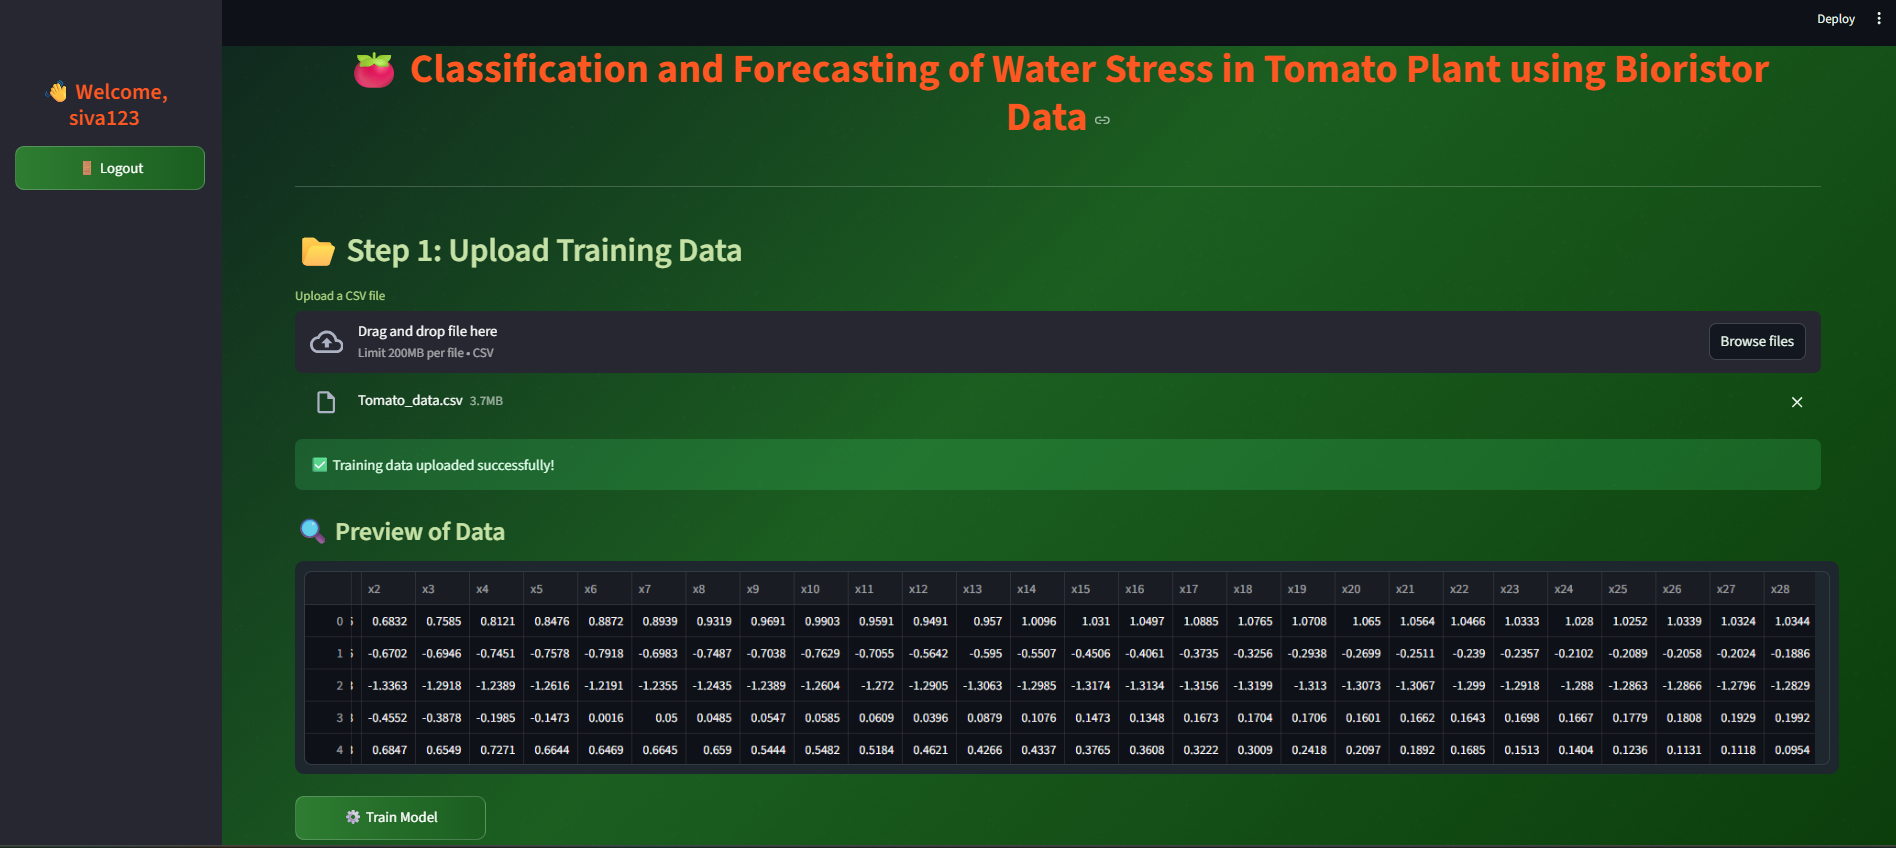 Deploy
Welcome,
siva123
Logout
Classification and Forecasting of Water Stress in Tomato Plant using Bioristor
Data
Step 1: Upload Training Data
Upload a CSV file
Drag and drop file here
Limit 200MB per file • CSV
Browse files
Tomato_data.csv 3.7MB
Training data uploaded successfully!
Preview of Data
x2 x3 x4 x5 x6 x7 x8 x9 x10 x11 x12 x13 x14 x15 x16 x17 x18 x19 x20 x21 x22 x23 x24 x25 x26 x27 x28
0 0.6832 0.7585 0.8121 0.8476 0.8872 0.8939 0.9319 0.9691 0.9903 0.9591 0.9491 0.957 1.0096 1.031 1.0497 1.0885 1.0765 1.0708 1.065 1.0564 1.0466 1.0333 1.028 1.0252 1.0339 1.0324 1.0344
1 -0.6702 -0.6946 -0.7451 -0.7578 -0.7918 -0.6983 -0.7487 -0.7038 -0.7629 -0.7055 -0.5642 -0.595 -0.5507 -0.4506 -0.4061 -0.3735 -0.3256 -0.2938 -0.2699 -0.2511 -0.239 -0.2357 -0.2102 -0.2089 -0.2058 -0.2024 -0.1886
2 -1.3363 -1.2918 -1.2389 -1.2616 -1.2191 -1.2355 -1.2435 -1.2389 -1.2604 -1.272 -1.2905 -1.3063 -1.2985 -1.3174 -1.3134 -1.3156 -1.3199 -1.313 -1.3073 -1.3067 -1.299 -1.2918 -1.288 -1.2863 -1.2866 -1.2796 -1.2829
3 -0.4552 -0.3878 -0.1985 -0.1473 0.0016 0.05 0.0485 0.0547 0.0585 0.0609 0.0396 0.0879 0.1076 0.1473 0.1348 0.1673 0.1704 0.1706 0.1601 0.1662 0.1643 0.1698 0.1667 0.1779 0.1808 0.1929 0.1992
4 0.6847 0.6549 0.7271 0.6644 0.6469 0.6645 0.659 0.5444 0.5482 0.5184 0.4621 0.4266 0.4337 0.3765 0.3608 0.3222 0.3009 0.2418 0.2097 0.1892 0.1685 0.1513 0.1404 0.1236 0.1131 0.1118 0.0954
Train Model